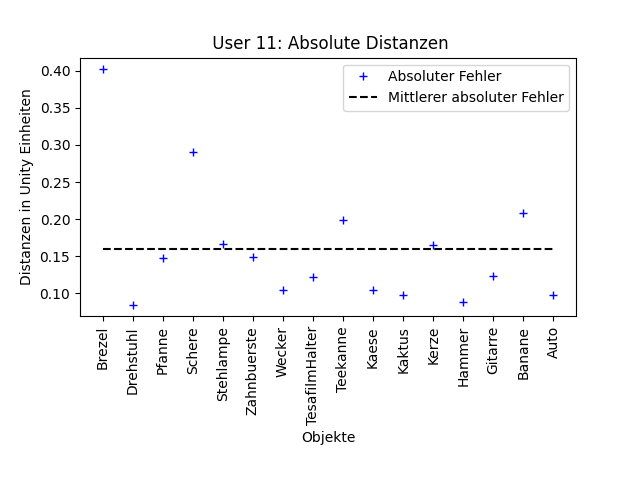 User 11: Absolute Distanzen
Absoluter Fehler
Mittlerer absoluter Fehler
Distanzen in Unity Einheiten
0.40
0.35
0.30
0.25
0.20
0.15
0.10
Brezel
Drehstuhl
Pfanne
Schere
Stehlampe
Zahnbuerste
Wecker
TesafilmHalter
Teekanne
Kaese
Kaktus
Kerze
Hammer
Gitarre
Banane
Auto
Objekte